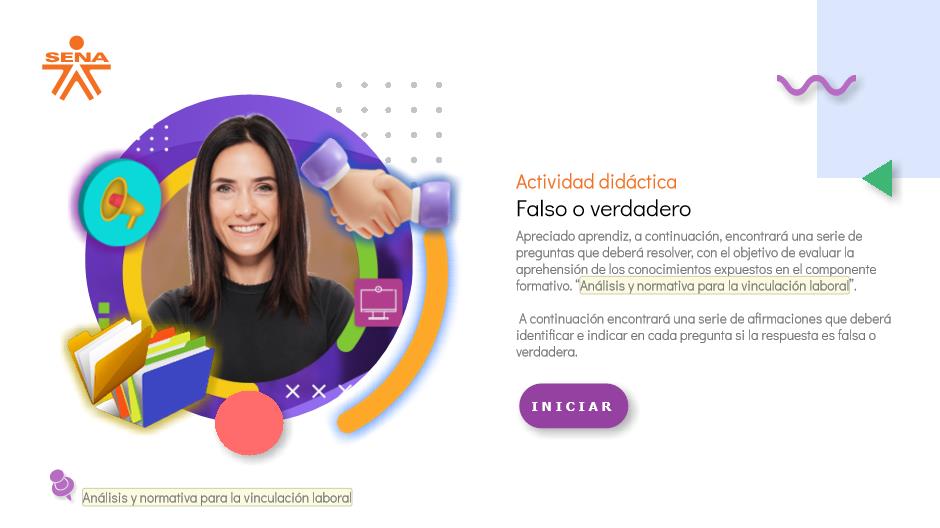 SENA
Actividad didáctica
Falso o verdadero
Apreciado aprendiz, a continuación, encontrará una serie de
preguntas que deberá resolver, con el objetivo de evaluar la
aprehensión de los conocimientos expuestos en el componente
formativo. “Análisis y normativa para la vinculación laboral”.
A continuación encontrará una serie de afirmaciones que deberá
identificar e indicar en cada pregunta si la respuesta es falsa o
verdadera.
INICIAR
Análisis y normativa para la vinculación laboral